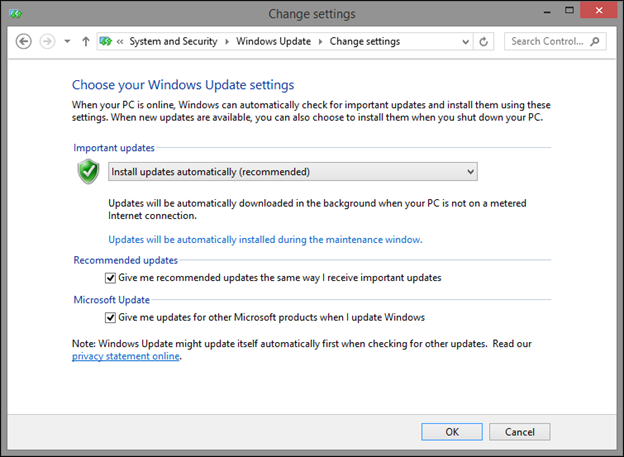 Change settings
« System and Security Windows Update Change settings Search Control...
Choose your Windows Update settings
When your PC is online, Windows can automatically check for important updates and install them using these
settings. When new updates are available, you can also choose to install them when you shut down your PC.
Important updates
Install updates automatically (recommended)
Updates will be automatically downloaded in the background when your PC is not on a metered
Internet connection.
Updates will be automatically installed during the maintenance window.
Recommended updates
Give me recommended updates the same way I receive important updates
Microsoft Update
Give me updates for other Microsoft products when I update Windows
Note: Windows Update might update itself automatically first when checking for other updates. Read our
privacy statement online.
OK Cancel